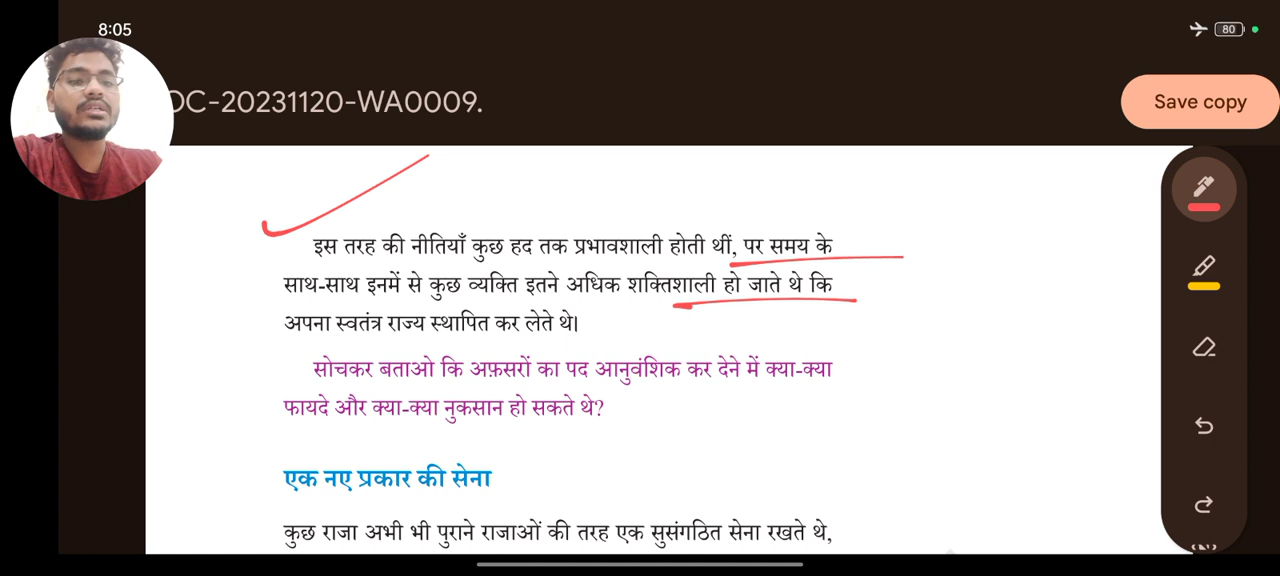 8:05
80
OC-20231120-WA0009.
Save copy
इस तरह की नीतियाँ कुछ हद तक प्रभावशाली होती थीं, पर समय के
साथ-साथ इनमें से कुछ व्यक्ति इतने अधिक शक्तिशाली हो जाते थे कि
अपना स्वतंत्र राज्य स्थापित कर लेते थे।
सोचकर बताओ कि अफ़सरों का पद आनुवंशिक कर देने में क्या-क्या
फायदे और क्या-क्या नुकसान हो सकते थे?
एक नए प्रकार की सेना
कुछ राजा अभी भी पुराने राजाओं की तरह एक सुसंगठित सेना रखते थे,